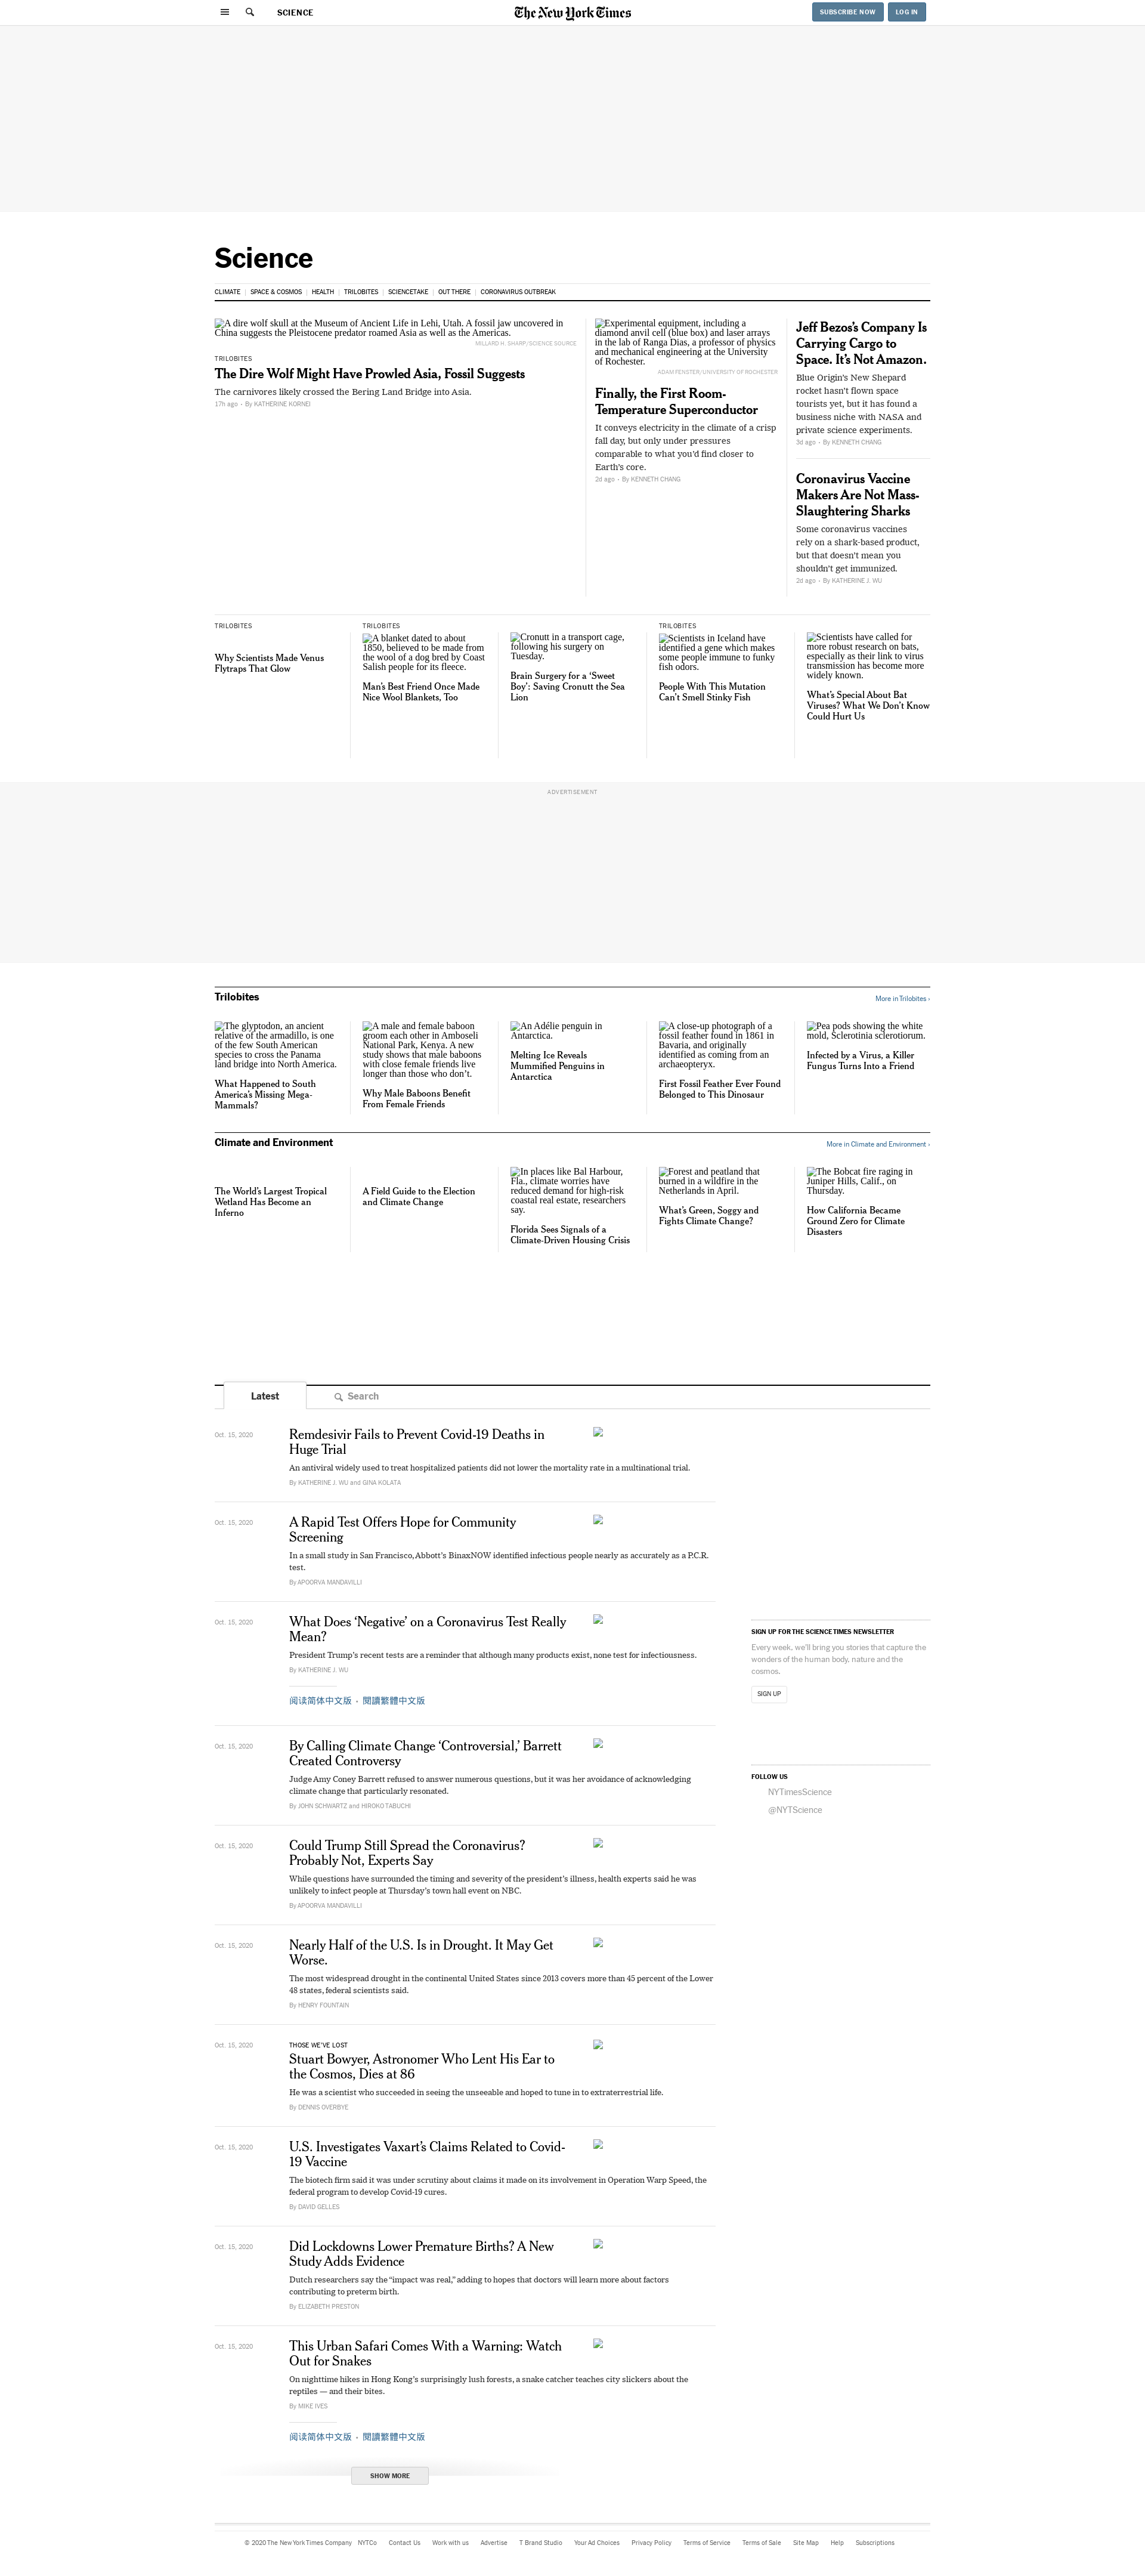 SCIENCE
The New York Times
SUBSCRIBE NOW
LOG IN
Science
CLIMATE
SPACE & COSMOS
HEALTH
TRILOBITES
SCIENCETAKE
OUT THERE
CORONAVIRUS OUTBREAK
A dire wolf skull at the Museum of Ancient Life in Lehi, Utah. A fossil jaw uncovered in
China suggests the Pleistocene predator roamed Asia as well as the Americas.
MILLARD H. SHARP/SCIENCE SOURCE
TRILOBITES
The Dire Wolf Might Have Prowled Asia, Fossil Suggests
The carnivores likely crossed the Bering Land Bridge into Asia.
17h ago • By KATHERINE KORNEI
Experimental equipment, including a
diamond anvil cell (blue box) and laser arrays
in the lab of Ranga Dias, a professor of physics
and mechanical engineering at the University
of Rochester.
ADAM FENSTER/UNIVERSITY OF ROCHESTER
Finally, the First Room-
Temperature Superconductor
It conveys electricity in the climate of a crisp
fall day, but only under pressures
comparable to what you’d find closer to
Earth’s core.
2d ago • By KENNETH CHANG
Jeff Bezos’s Company Is
Carrying Cargo to
Space. It’s Not Amazon.
Blue Origin’s New Shepard
rocket hasn’t flown space
tourists yet, but it has found a
business niche with NASA and
private science experiments.
3d ago • By KENNETH CHANG
Coronavirus Vaccine
Makers Are Not Mass-
Slaughtering Sharks
Some coronavirus vaccines
rely on a shark-based product,
but that doesn’t mean you
shouldn’t get immunized.
2d ago • By KATHERINE J. WU
TRILOBITES
Why Scientists Made Venus
Flytraps That Glow
TRILOBITES
A blanket dated to about
1850, believed to be made from
the wool of a dog bred by Coast
Salish people for its fleece.
Man’s Best Friend Once Made
Nice Wool Blankets, Too
Cronutt in a transport cage,
following his surgery on
Tuesday.
Brain Surgery for a ‘Sweet
Boy’: Saving Cronutt the Sea
Lion
TRILOBITES
Scientists in Iceland have
identified a gene which makes
some people immune to funky
fish odors.
People With This Mutation
Can’t Smell Stinky Fish
Scientists have called for
more robust research on bats,
especially as their link to virus
transmission has become more
widely known.
What’s Special About Bat
Viruses? What We Don’t Know
Could Hurt Us
ADVERTISEMENT
Trilobites
More in Trilobites ›
The glyptodon, an ancient
relative of the armadillo, is one
of the few South American
species to cross the Panama
land bridge into North America.
What Happened to South
America’s Missing Mega-
Mammals?
A male and female baboon
groom each other in Amboseli
National Park, Kenya. A new
study shows that male baboons
with close female friends live
longer than those who don’t.
Why Male Baboons Benefit
From Female Friends
An Adélie penguin in
Antarctica.
Melting Ice Reveals
Mummified Penguins in
Antarctica
A close-up photograph of a
fossil feather found in 1861 in
Bavaria, and originally
identified as coming from an
archaeopteryx.
First Fossil Feather Ever Found
Belonged to This Dinosaur
Pea pods showing the white
mold, Sclerotinia sclerotiorum.
Infected by a Virus, a Killer
Fungus Turns Into a Friend
Climate and Environment
More in Climate and Environment ›
The World’s Largest Tropical
Wetland Has Become an
Inferno
A Field Guide to the Election
and Climate Change
In places like Bal Harbour,
Fla., climate worries have
reduced demand for high-risk
coastal real estate, researchers
say.
Florida Sees Signals of a
Climate-Driven Housing Crisis
Forest and peatland that
burned in a wildfire in the
Netherlands in April.
What’s Green, Soggy and
Fights Climate Change?
The Bobcat fire raging in
Juniper Hills, Calif., on
Thursday.
How California Became
Ground Zero for Climate
Disasters
Latest
Search
Oct. 15, 2020
Remdesivir Fails to Prevent Covid-19 Deaths in
Huge Trial
An antiviral widely used to treat hospitalized patients did not lower the mortality rate in a multinational trial.
By KATHERINE J. WU and GINA KOLATA
Oct. 15, 2020
A Rapid Test Offers Hope for Community
Screening
In a small study in San Francisco, Abbott’s BinaxNOW identified infectious people nearly as accurately as a P.C.R.
test.
By APOORVA MANDAVILLI
Oct. 15, 2020
What Does ‘Negative’ on a Coronavirus Test Really
Mean?
President Trump’s recent tests are a reminder that although many products exist, none test for infectiousness.
By KATHERINE J. WU
阅读简体中文版 • 閱讀繁體中文版
Oct. 15, 2020
By Calling Climate Change ‘Controversial,’ Barrett
Created Controversy
Judge Amy Coney Barrett refused to answer numerous questions, but it was her avoidance of acknowledging
climate change that particularly resonated.
By JOHN SCHWARTZ and HIROKO TABUCHI
Oct. 15, 2020
Could Trump Still Spread the Coronavirus?
Probably Not, Experts Say
While questions have surrounded the timing and severity of the president’s illness, health experts said he was
unlikely to infect people at Thursday’s town hall event on NBC.
By APOORVA MANDAVILLI
Oct. 15, 2020
Nearly Half of the U.S. Is in Drought. It May Get
Worse.
The most widespread drought in the continental United States since 2013 covers more than 45 percent of the Lower
48 states, federal scientists said.
By HENRY FOUNTAIN
Oct. 15, 2020
THOSE WE’VE LOST
Stuart Bowyer, Astronomer Who Lent His Ear to
the Cosmos, Dies at 86
He was a scientist who succeeded in seeing the unseeable and hoped to tune in to extraterrestrial life.
By DENNIS OVERBYE
Oct. 15, 2020
U.S. Investigates Vaxart’s Claims Related to Covid-
19 Vaccine
The biotech firm said it was under scrutiny about claims it made on its involvement in Operation Warp Speed, the
federal program to develop Covid-19 cures.
By DAVID GELLES
Oct. 15, 2020
Did Lockdowns Lower Premature Births? A New
Study Adds Evidence
Dutch researchers say the “impact was real,” adding to hopes that doctors will learn more about factors
contributing to preterm birth.
By ELIZABETH PRESTON
Oct. 15, 2020
This Urban Safari Comes With a Warning: Watch
Out for Snakes
On nighttime hikes in Hong Kong’s surprisingly lush forests, a snake catcher teaches city slickers about the
reptiles — and their bites.
By MIKE IVES
阅读简体中文版 • 閱讀繁體中文版
SHOW MORE
SIGN UP FOR THE SCIENCE TIMES NEWSLETTER
Every week, we’ll bring you stories that capture the
wonders of the human body, nature and the
cosmos.
SIGN UP
FOLLOW US
NYTimesScience
@NYTScience
© 2020 The New York Times Company
NYTCo
Contact Us
Work with us
Advertise
T Brand Studio
Your Ad Choices
Privacy Policy
Terms of Service
Terms of Sale
Site Map
Help
Subscriptions